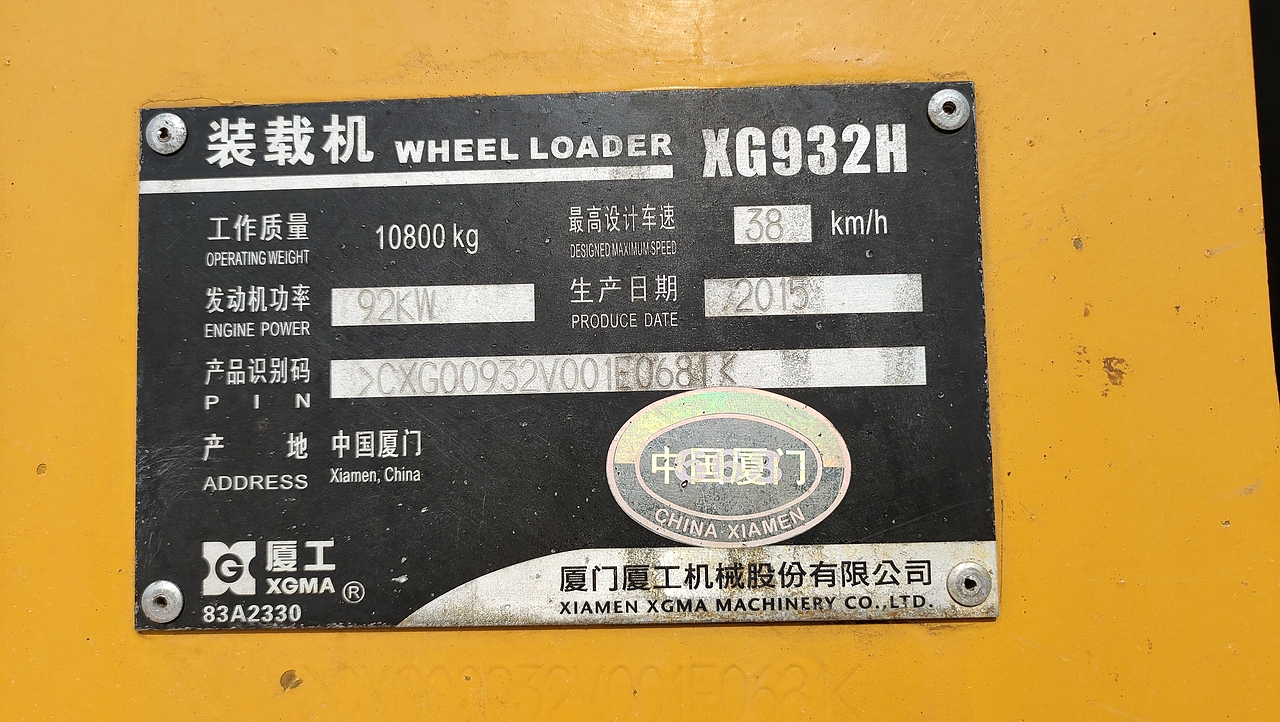 装载机 WHEEL LOADER XG932H
工作质量 10800 kg 最高设计车速 38 km/h
OPERATING WEIGHT DESIGNED MAXIMUM SPEED
发动机功率 92KW 生产日期 2015
ENGINE POWER PRODUCE DATE
产品识别码 >CXG00932V001E0681<
PIN
产地 中国厦门
ADDRESS Xiamen, China
中国厦门
CHINA XIAMEN
XG 厦工
XGMA ®
83A2330
厦门厦工机械股份有限公司
XIAMEN XGMA MACHINERY CO.,LTD.